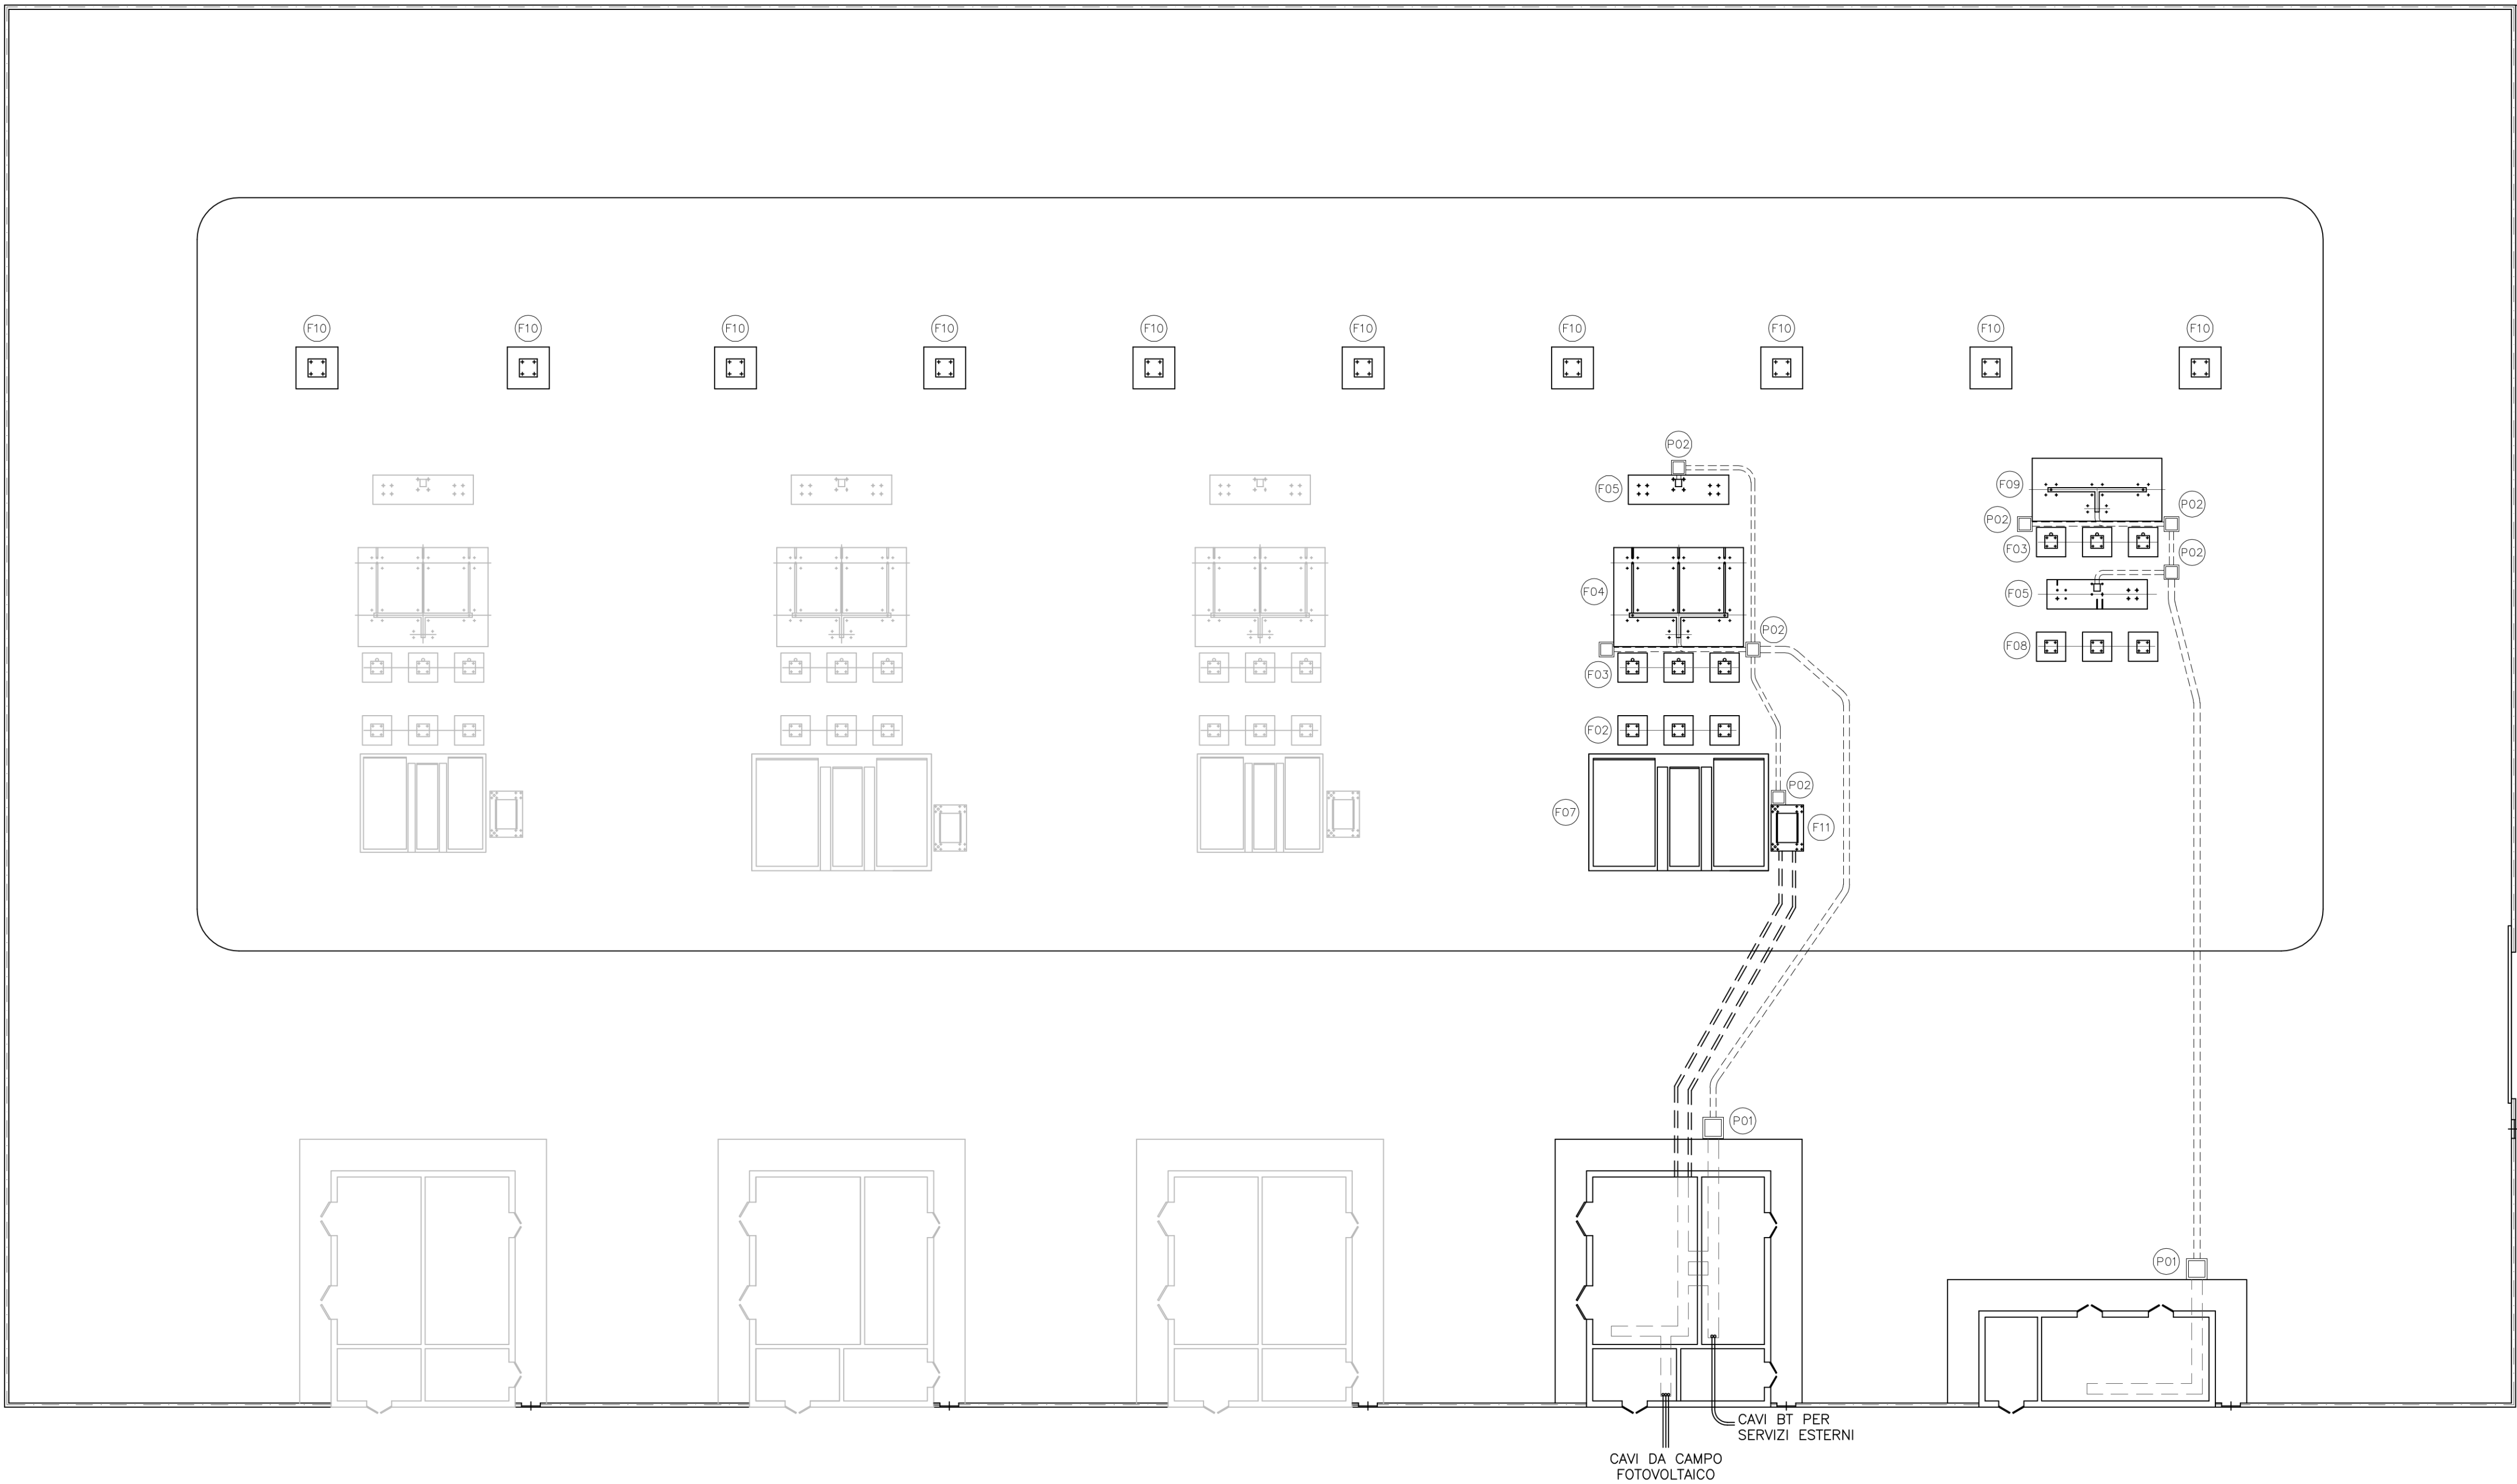 F10
F10
F10
F10
F10
F10
F10
F10
F10
F10
P02
F05
F09
P02
P02
F03
P02
F05
F04
P02
F08
F03
F02
P02
F07
F11
P01
P01
CAVI BT PER
SERVIZI ESTERNI
CAVI DA CAMPO
FOTOVOLTAICO